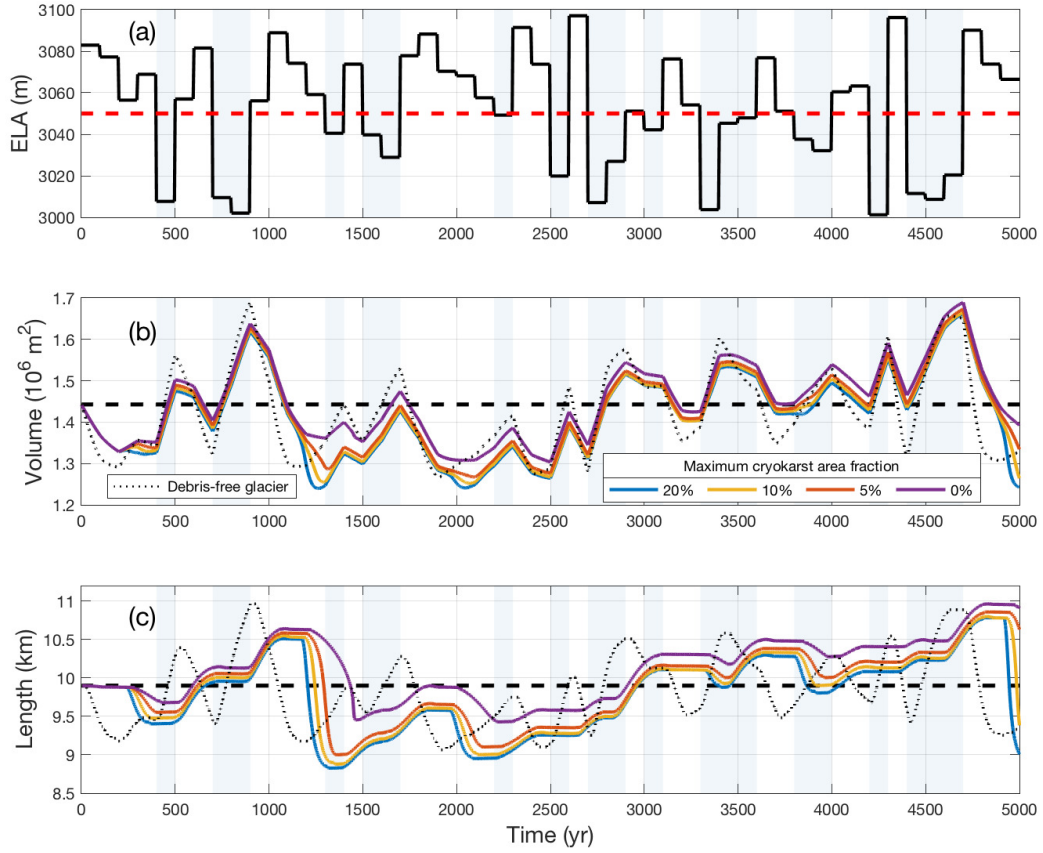 (a)
ELA (m)
3100
3080
3060
3040
3020
3000
0 500 1000 1500 2000 2500 3000 3500 4000 4500 5000
(b)
Volume (10⁶ m²)
1.7
1.6
1.5
1.4
1.3
1.2
Debris-free glacier
Maximum cryokarst area fraction
20% 10% 5% 0%
0 500 1000 1500 2000 2500 3000 3500 4000 4500 5000
(c)
Length (km)
11
10.5
10
9.5
9
8.5
0 500 1000 1500 2000 2500 3000 3500 4000 4500 5000
Time (yr)